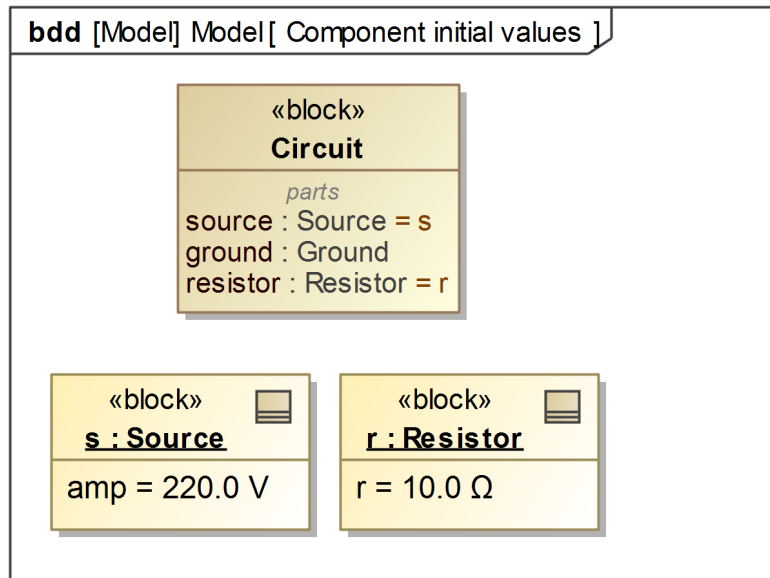 bdd [Model] Model[ Component initial values ]
«block»
Circuit
parts
source : Source = s
ground : Ground
resistor : Resistor = r
«block»
s : Source
amp = 220.0 V
«block»
r : Resistor
r = 10.0 Ω